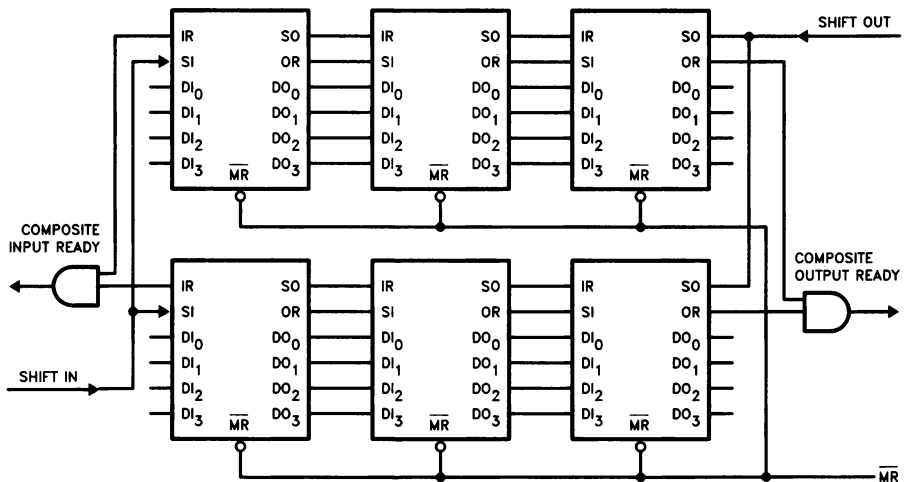 SHIFT OUT
IR SO IR SO IR SO
SI OR SI OR SI OR
DI0 DO0 DI0 DO0 DI0 DO0
DI1 DO1 DI1 DO1 DI1 DO1
DI2 DO2 DI2 DO2 DI2 DO2
DI3 DO3 DI3 DO3 DI3 DO3
MR MR MR
COMPOSITE
INPUT READY
COMPOSITE
OUTPUT READY
IR SO IR SO IR SO
SI OR SI OR SI OR
DI0 DO0 DI0 DO0 DI0 DO0
DI1 DO1 DI1 DO1 DI1 DO1
SHIFT IN
DI2 DO2 DI2 DO2 DI2 DO2
DI3 DO3 DI3 DO3 DI3 DO3
MR MR MR
MR